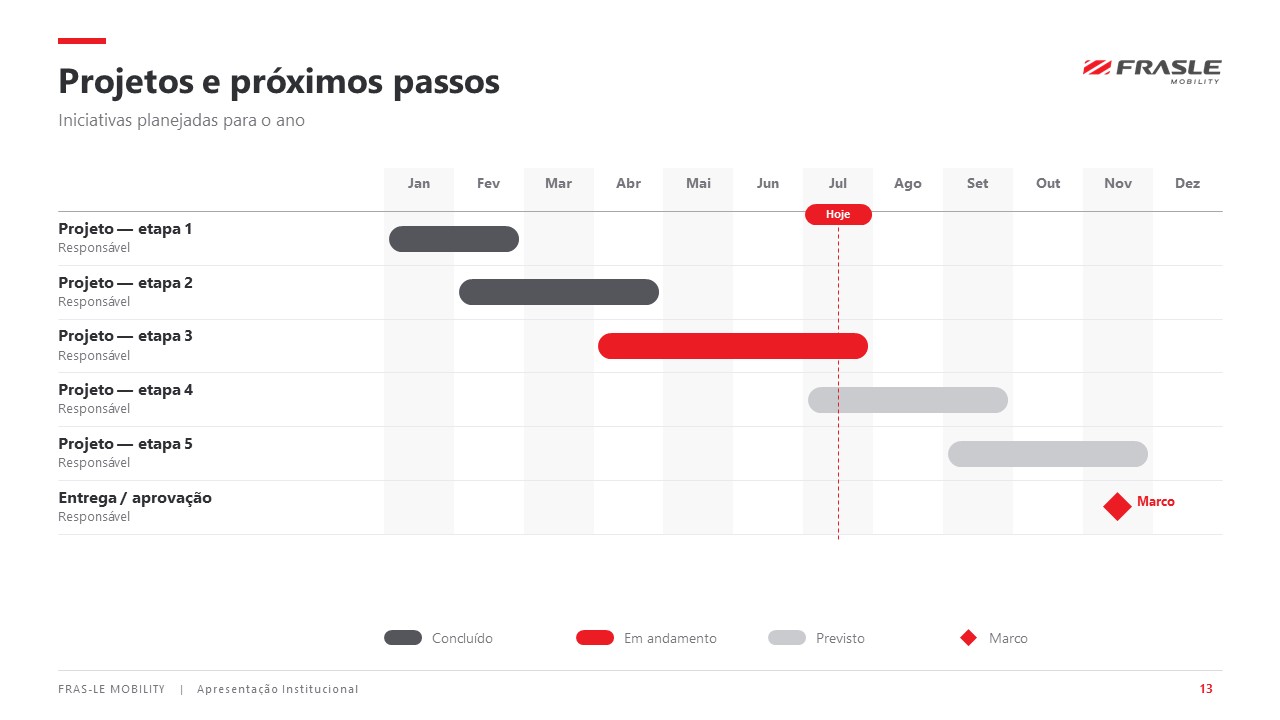 Projetos e próximos passos
FRASLE
MOBILITY
Iniciativas planejadas para o ano
Jan Fev Mar Abr Mai Jun Jul Ago Set Out Nov Dez
Hoje
Projeto — etapa 1
Responsável
Projeto — etapa 2
Responsável
Projeto — etapa 3
Responsável
Projeto — etapa 4
Responsável
Projeto — etapa 5
Responsável
Entrega / aprovação
Marco
Responsável
Concluído Em andamento Previsto Marco
FRAS-LE MOBILITY | Apresentação Institucional 13